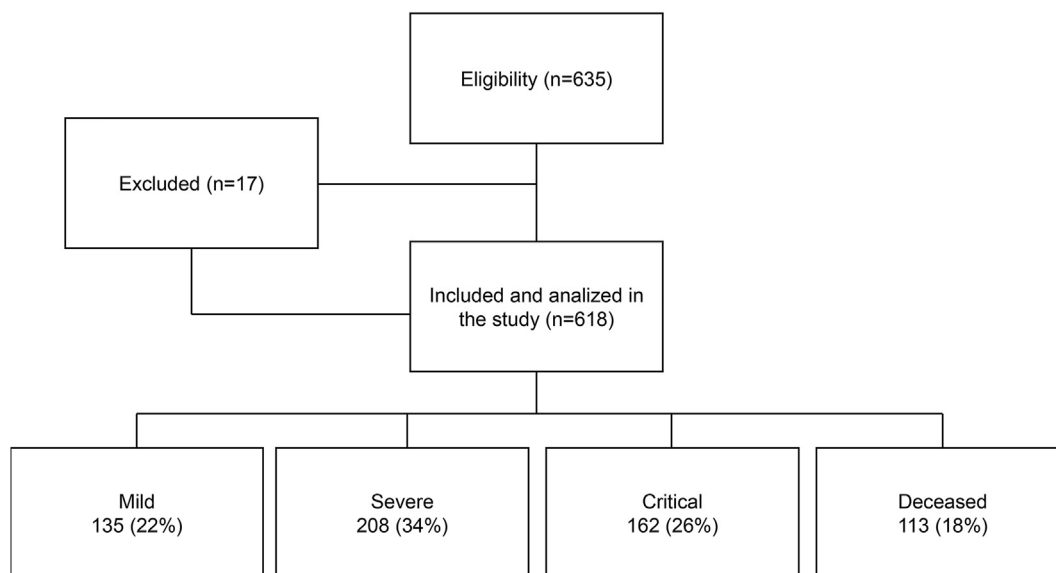 Eligibility (n=635)
Excluded (n=17)
Included and analized in
the study (n=618)
Mild
135 (22%)
Severe
208 (34%)
Critical
162 (26%)
Deceased
113 (18%)